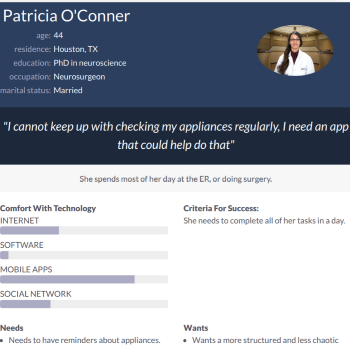 Patricia O'Conner
age: 44
residence: Houston, TX
education: PhD in neuroscience
occupation: Neurosurgeon
marital status: Married
"I cannot keep up with checking my appliances regularly, I need an app
that could help do that"
She spends most of her day at the ER, or doing surgery.
Comfort With Technology
INTERNET
SOFTWARE
MOBILE APPS
SOCIAL NETWORK
Criteria For Success:
She needs to complete all of her tasks in a day.
Needs
• Needs to have reminders about appliances.
Wants
• Wants a more structured and less chaotic